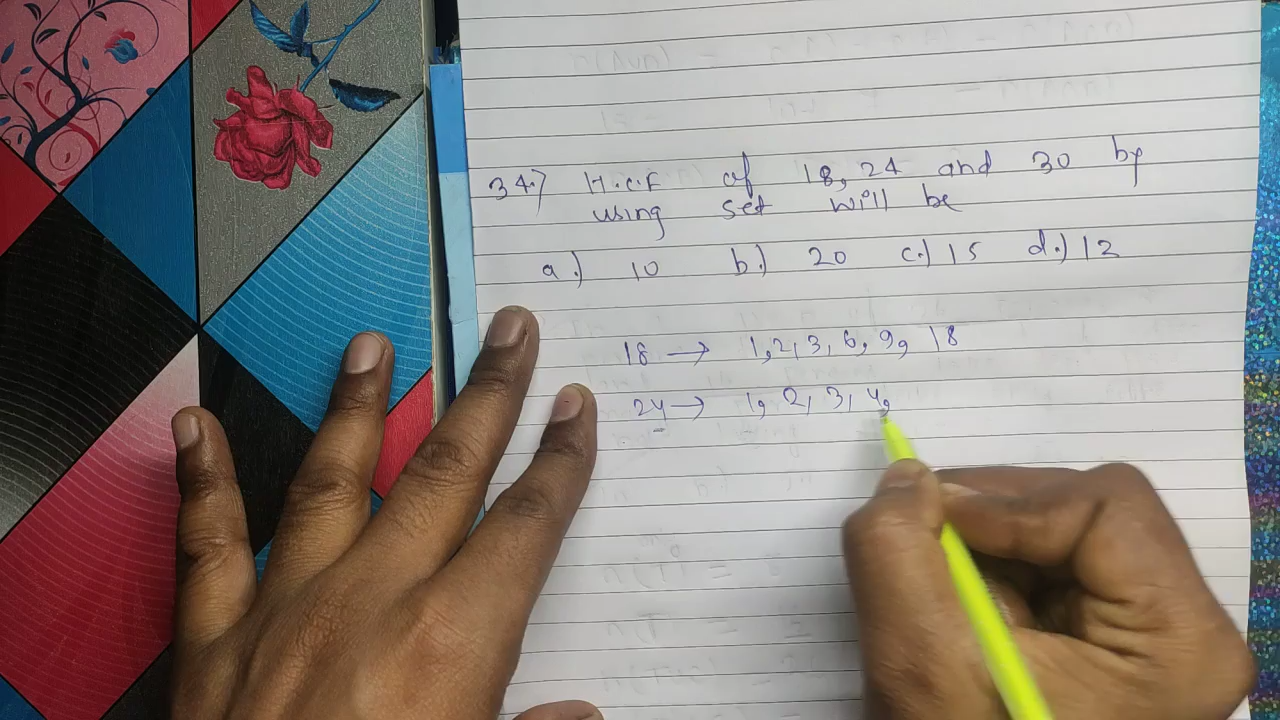 34.) H.C.F of 18, 24 and 30 by
using set will be
a.) 10 b.) 20 c.) 15 d.) 12
18 → 1, 2, 3, 6, 9, 18
24 → 1, 2, 3, 4,